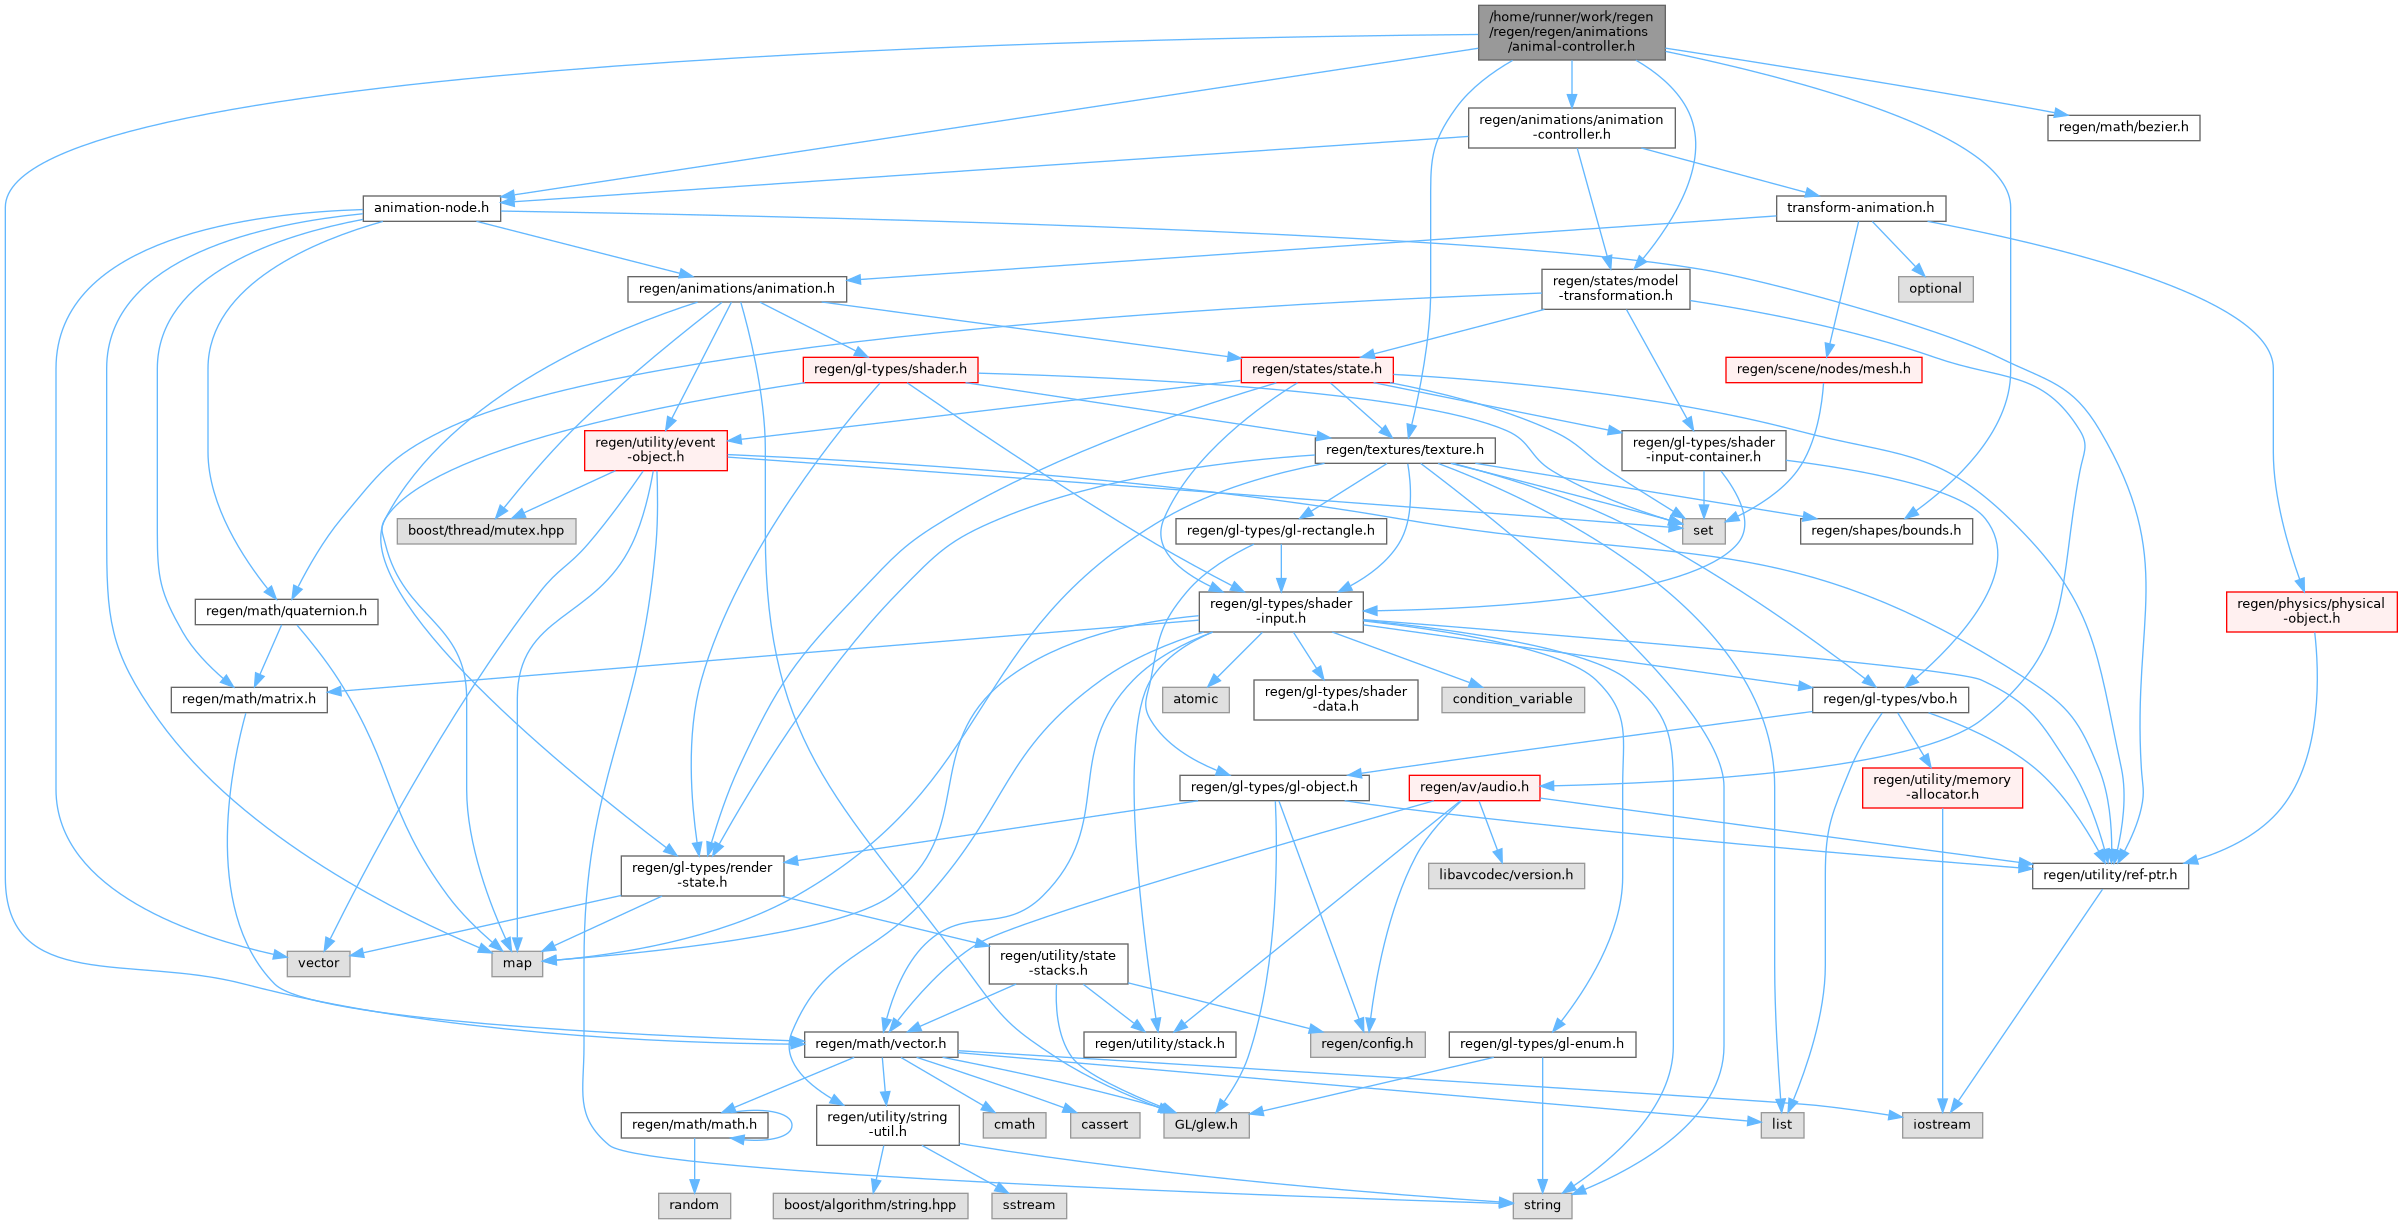 /home/runner/work/regen
/regen/regen/animations
/animal-controller.h
regen/animations/animation
-controller.h
regen/math/bezier.h
animation-node.h
transform-animation.h
regen/animations/animation.h
regen/states/model
-transformation.h
optional
regen/gl-types/shader.h
regen/states/state.h
regen/scene/nodes/mesh.h
regen/utility/event
-object.h
regen/textures/texture.h
regen/gl-types/shader
-input-container.h
boost/thread/mutex.hpp
regen/gl-types/gl-rectangle.h
set
regen/shapes/bounds.h
regen/math/quaternion.h
regen/gl-types/shader
-input.h
regen/physics/physical
-object.h
regen/math/matrix.h
atomic
regen/gl-types/shader
-data.h
condition_variable
regen/gl-types/vbo.h
regen/gl-types/gl-object.h
regen/av/audio.h
regen/utility/memory
-allocator.h
regen/gl-types/render
-state.h
libavcodec/version.h
regen/utility/ref-ptr.h
vector
map
regen/utility/state
-stacks.h
regen/math/vector.h
regen/utility/stack.h
regen/config.h
regen/gl-types/gl-enum.h
regen/math/math.h
regen/utility/string
-util.h
cmath
cassert
GL/glew.h
list
iostream
random
boost/algorithm/string.hpp
sstream
string